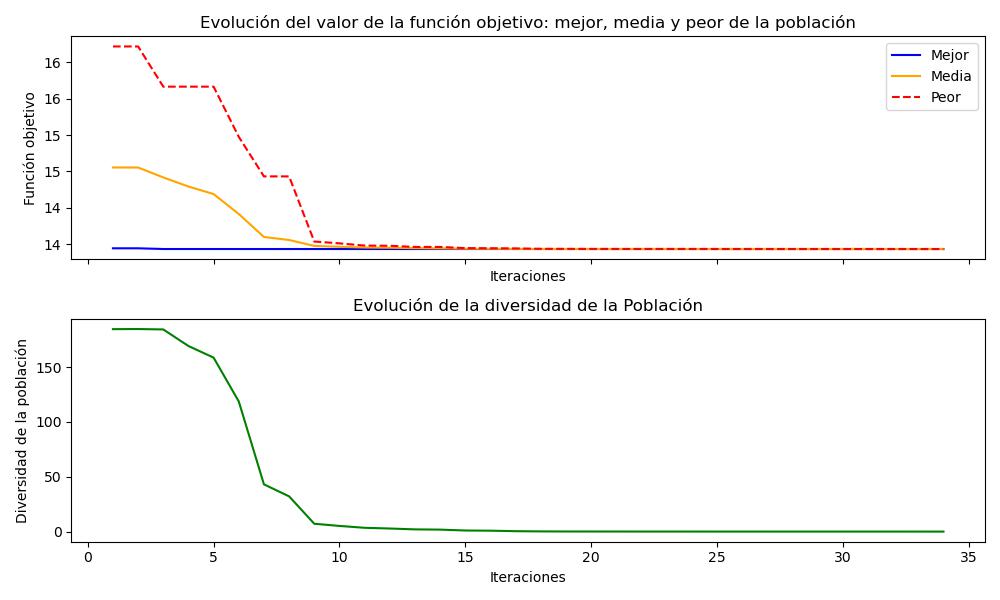 Evolución del valor de la función objetivo: mejor, media y peor de la población
Función objetivo
16
16
15
15
14
14
Mejor
Media
Peor
Iteraciones
Evolución de la diversidad de la Población
Diversidad de la población
150
100
50
0
0 5 10 15 20 25 30 35
Iteraciones